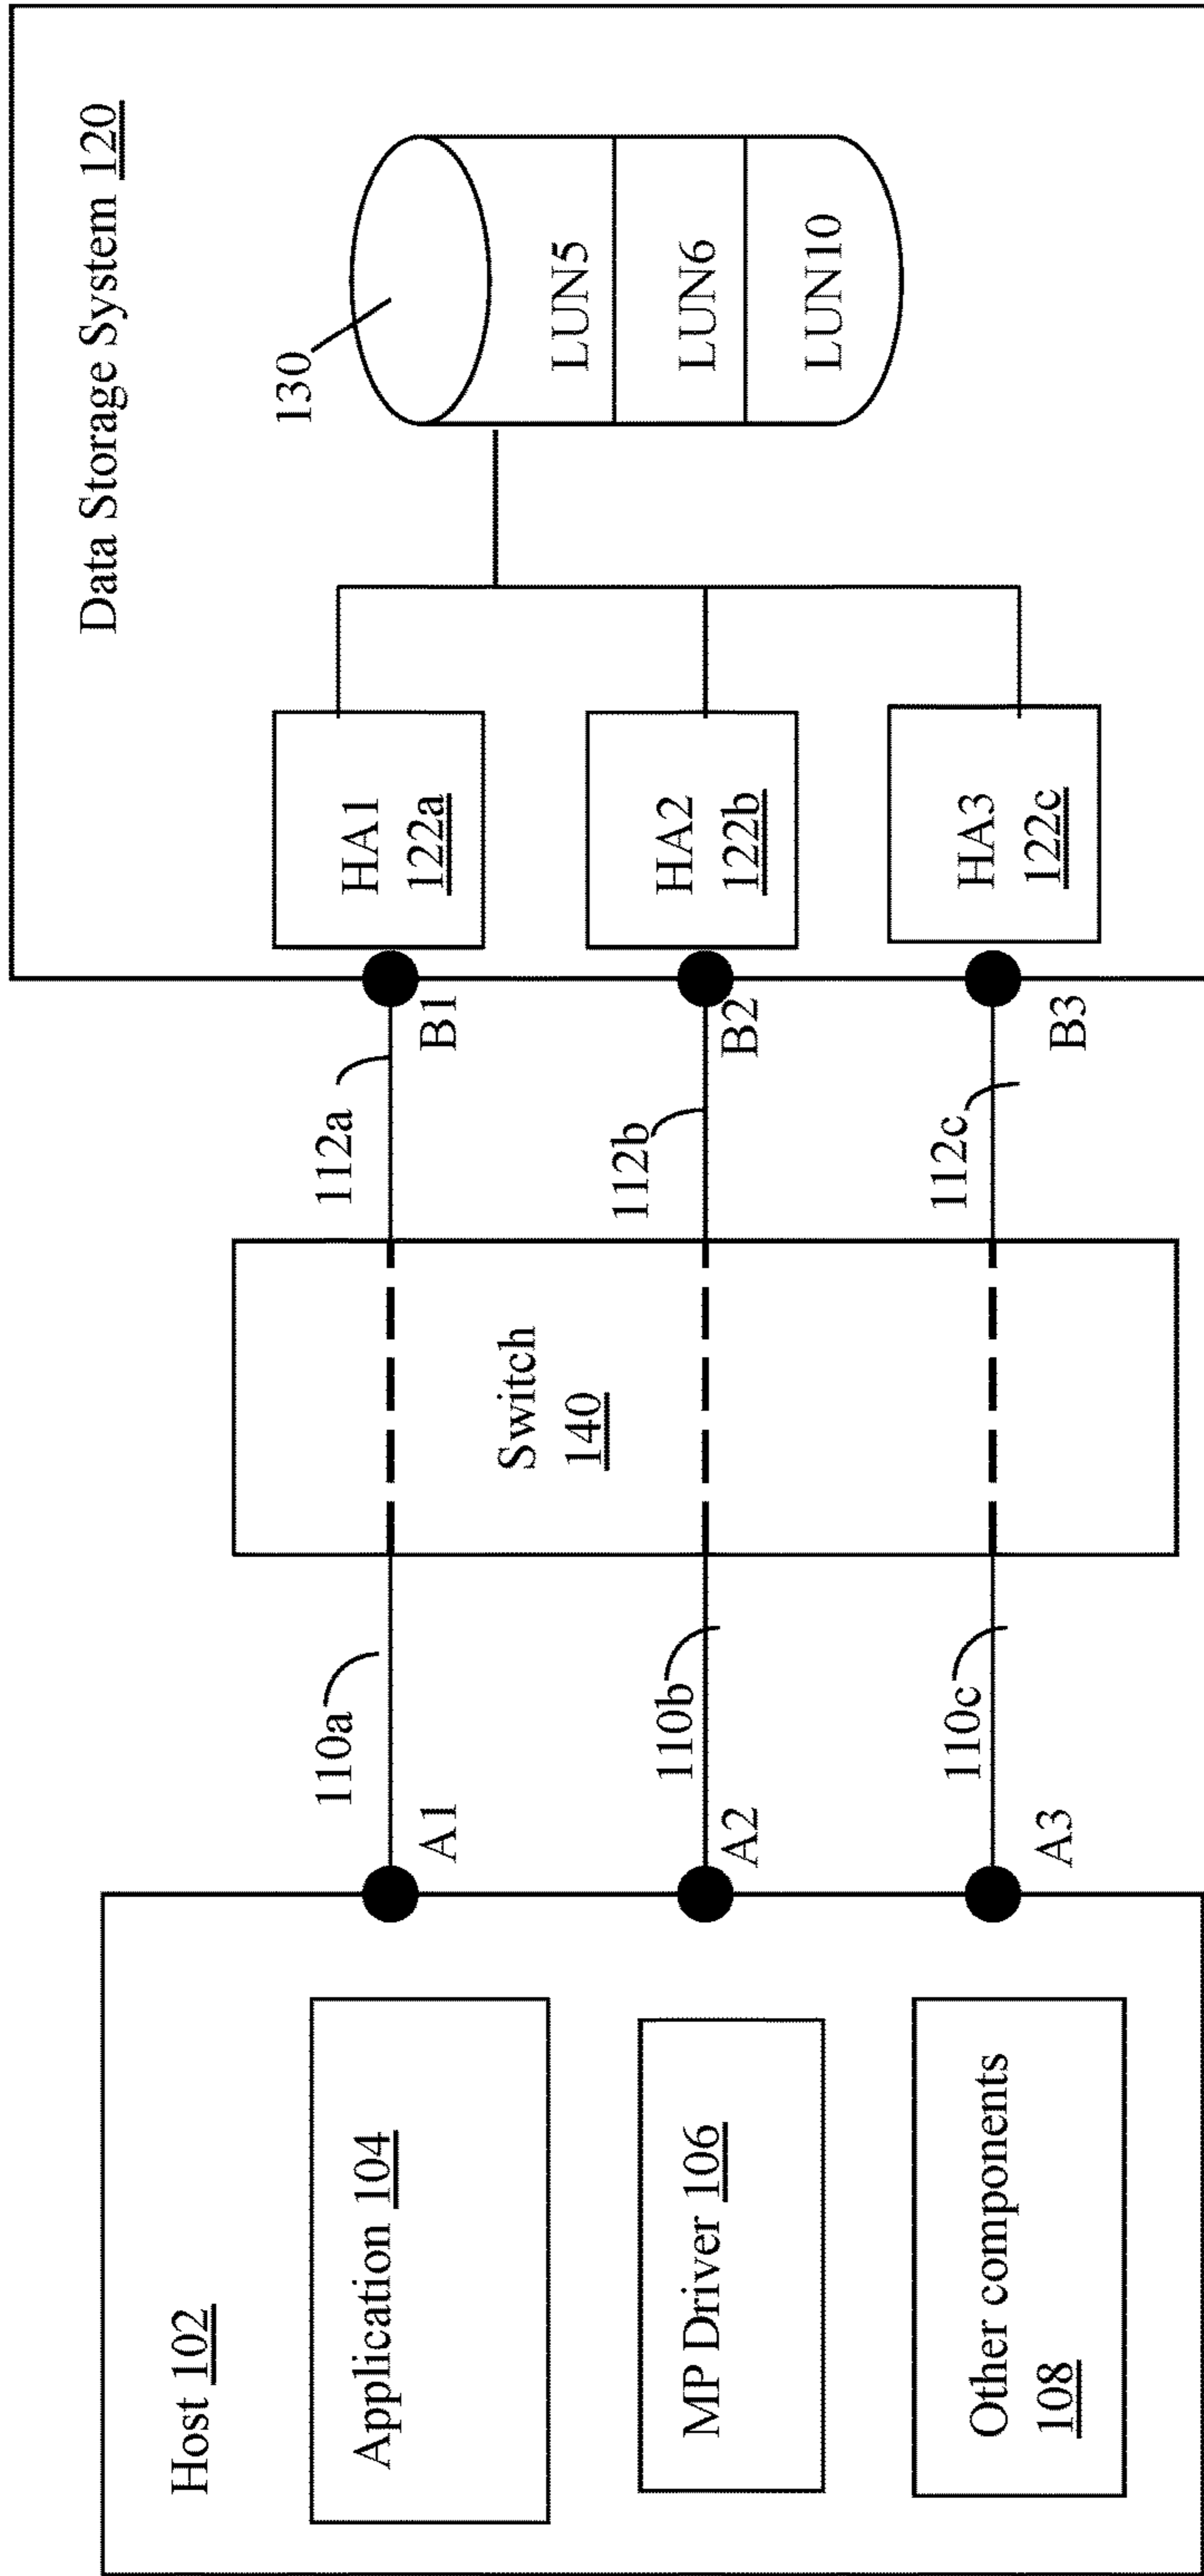 Host 102
Application 104
MP Driver 106
Other components
108
A1
A2
A3
110a
110b
110c
Switch
140
112a
112b
112c
B1
B2
B3
Data Storage System 120
HA1
122a
HA2
122b
HA3
122c
130
LUN5
LUN6
LUN10